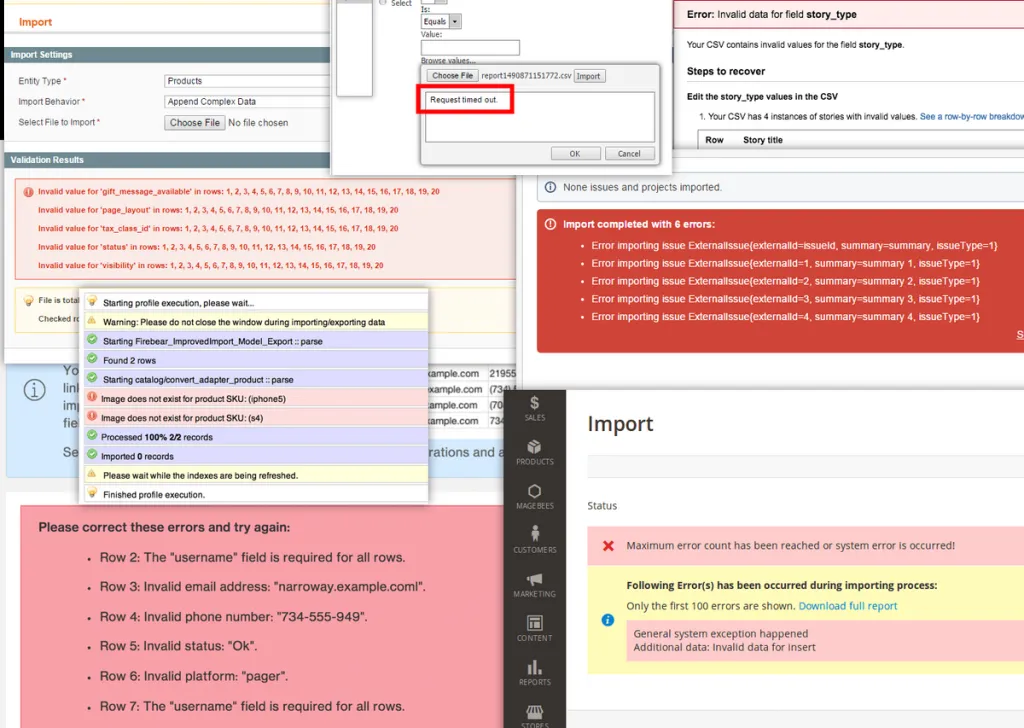 Import
Import Settings
Entity Type *
Products
Import Behavior *
Append Complex Data
Select File to Import *
Choose File No file chosen
Validation Results
Invalid value for 'gift_message_available' in rows: 1, 2, 3, 4, 5, 6, 7, 8, 9, 10, 11, 12, 13, 14, 15, 16, 17, 18, 19, 20
Invalid value for 'page_layout' in rows: 1, 2, 3, 4, 5, 6, 7, 8, 9, 10, 11, 12, 13, 14, 15, 16, 17, 18, 19, 20
Invalid value for 'tax_class_id' in rows: 1, 2, 3, 4, 5, 6, 7, 8, 9, 10, 11, 12, 13, 14, 15, 16, 17, 18, 19, 20
Invalid value for 'status' in rows: 1, 2, 3, 4, 5, 6, 7, 8, 9, 10, 11, 12, 13, 14, 15, 16, 17, 18, 19, 20
Invalid value for 'visibility' in rows: 1, 2, 3, 4, 5, 6, 7, 8, 9, 10, 11, 12, 13, 14, 15, 16, 17, 18, 19, 20
File is total
Checked ro
Select
Is:
Equals
Value:
Browse values...
Choose File report1490871151772.csv Import
Request timed out.
OK Cancel
Error: Invalid data for field story_type
Your CSV contains invalid values for the field story_type.
Steps to recover
Edit the story_type values in the CSV
1. Your CSV has 4 instances of stories with invalid values. See a row-by-row breakdow
Row Story title
None issues and projects imported.
Import completed with 6 errors:
• Error importing issue ExternalIssue{externalId=issueId, summary=summary, issueType=1}
• Error importing issue ExternalIssue{externalId=1, summary=summary 1, issueType=1}
• Error importing issue ExternalIssue{externalId=2, summary=summary 2, issueType=1}
• Error importing issue ExternalIssue{externalId=3, summary=summary 3, issueType=1}
• Error importing issue ExternalIssue{externalId=4, summary=summary 4, issueType=1}
S
Starting profile execution, please wait...
Warning: Please do not close the window during importing/exporting data
Starting Firebear_ImprovedImport_Model_Export :: parse
Found 2 rows
Starting catalog/convert_adapter_product :: parse
Image does not exist for product SKU: (iphone5)
Image does not exist for product SKU: (s4)
Processed 100% 2/2 records
Imported 0 records
Please wait while the indexes are being refreshed.
Finished profile execution.
Yo
link
imp
fie
Se
example.com 21955
example.com (734)
ample.com (70
ample.com 734
rations and a
Please correct these errors and try again:
• Row 2: The "username" field is required for all rows.
• Row 3: Invalid email address: "narroway.example.coml".
• Row 4: Invalid phone number: "734-555-949".
• Row 5: Invalid status: "Ok".
• Row 6: Invalid platform: "pager".
• Row 7: The "username" field is required for all rows.
SALES
PRODUCTS
MAGEBEES
CUSTOMERS
MARKETING
CONTENT
REPORTS
STORES
Import
Status
Maximum error count has been reached or system error is occurred!
Following Error(s) has been occurred during importing process:
Only the first 100 errors are shown. Download full report
General system exception happened
Additional data: Invalid data for insert